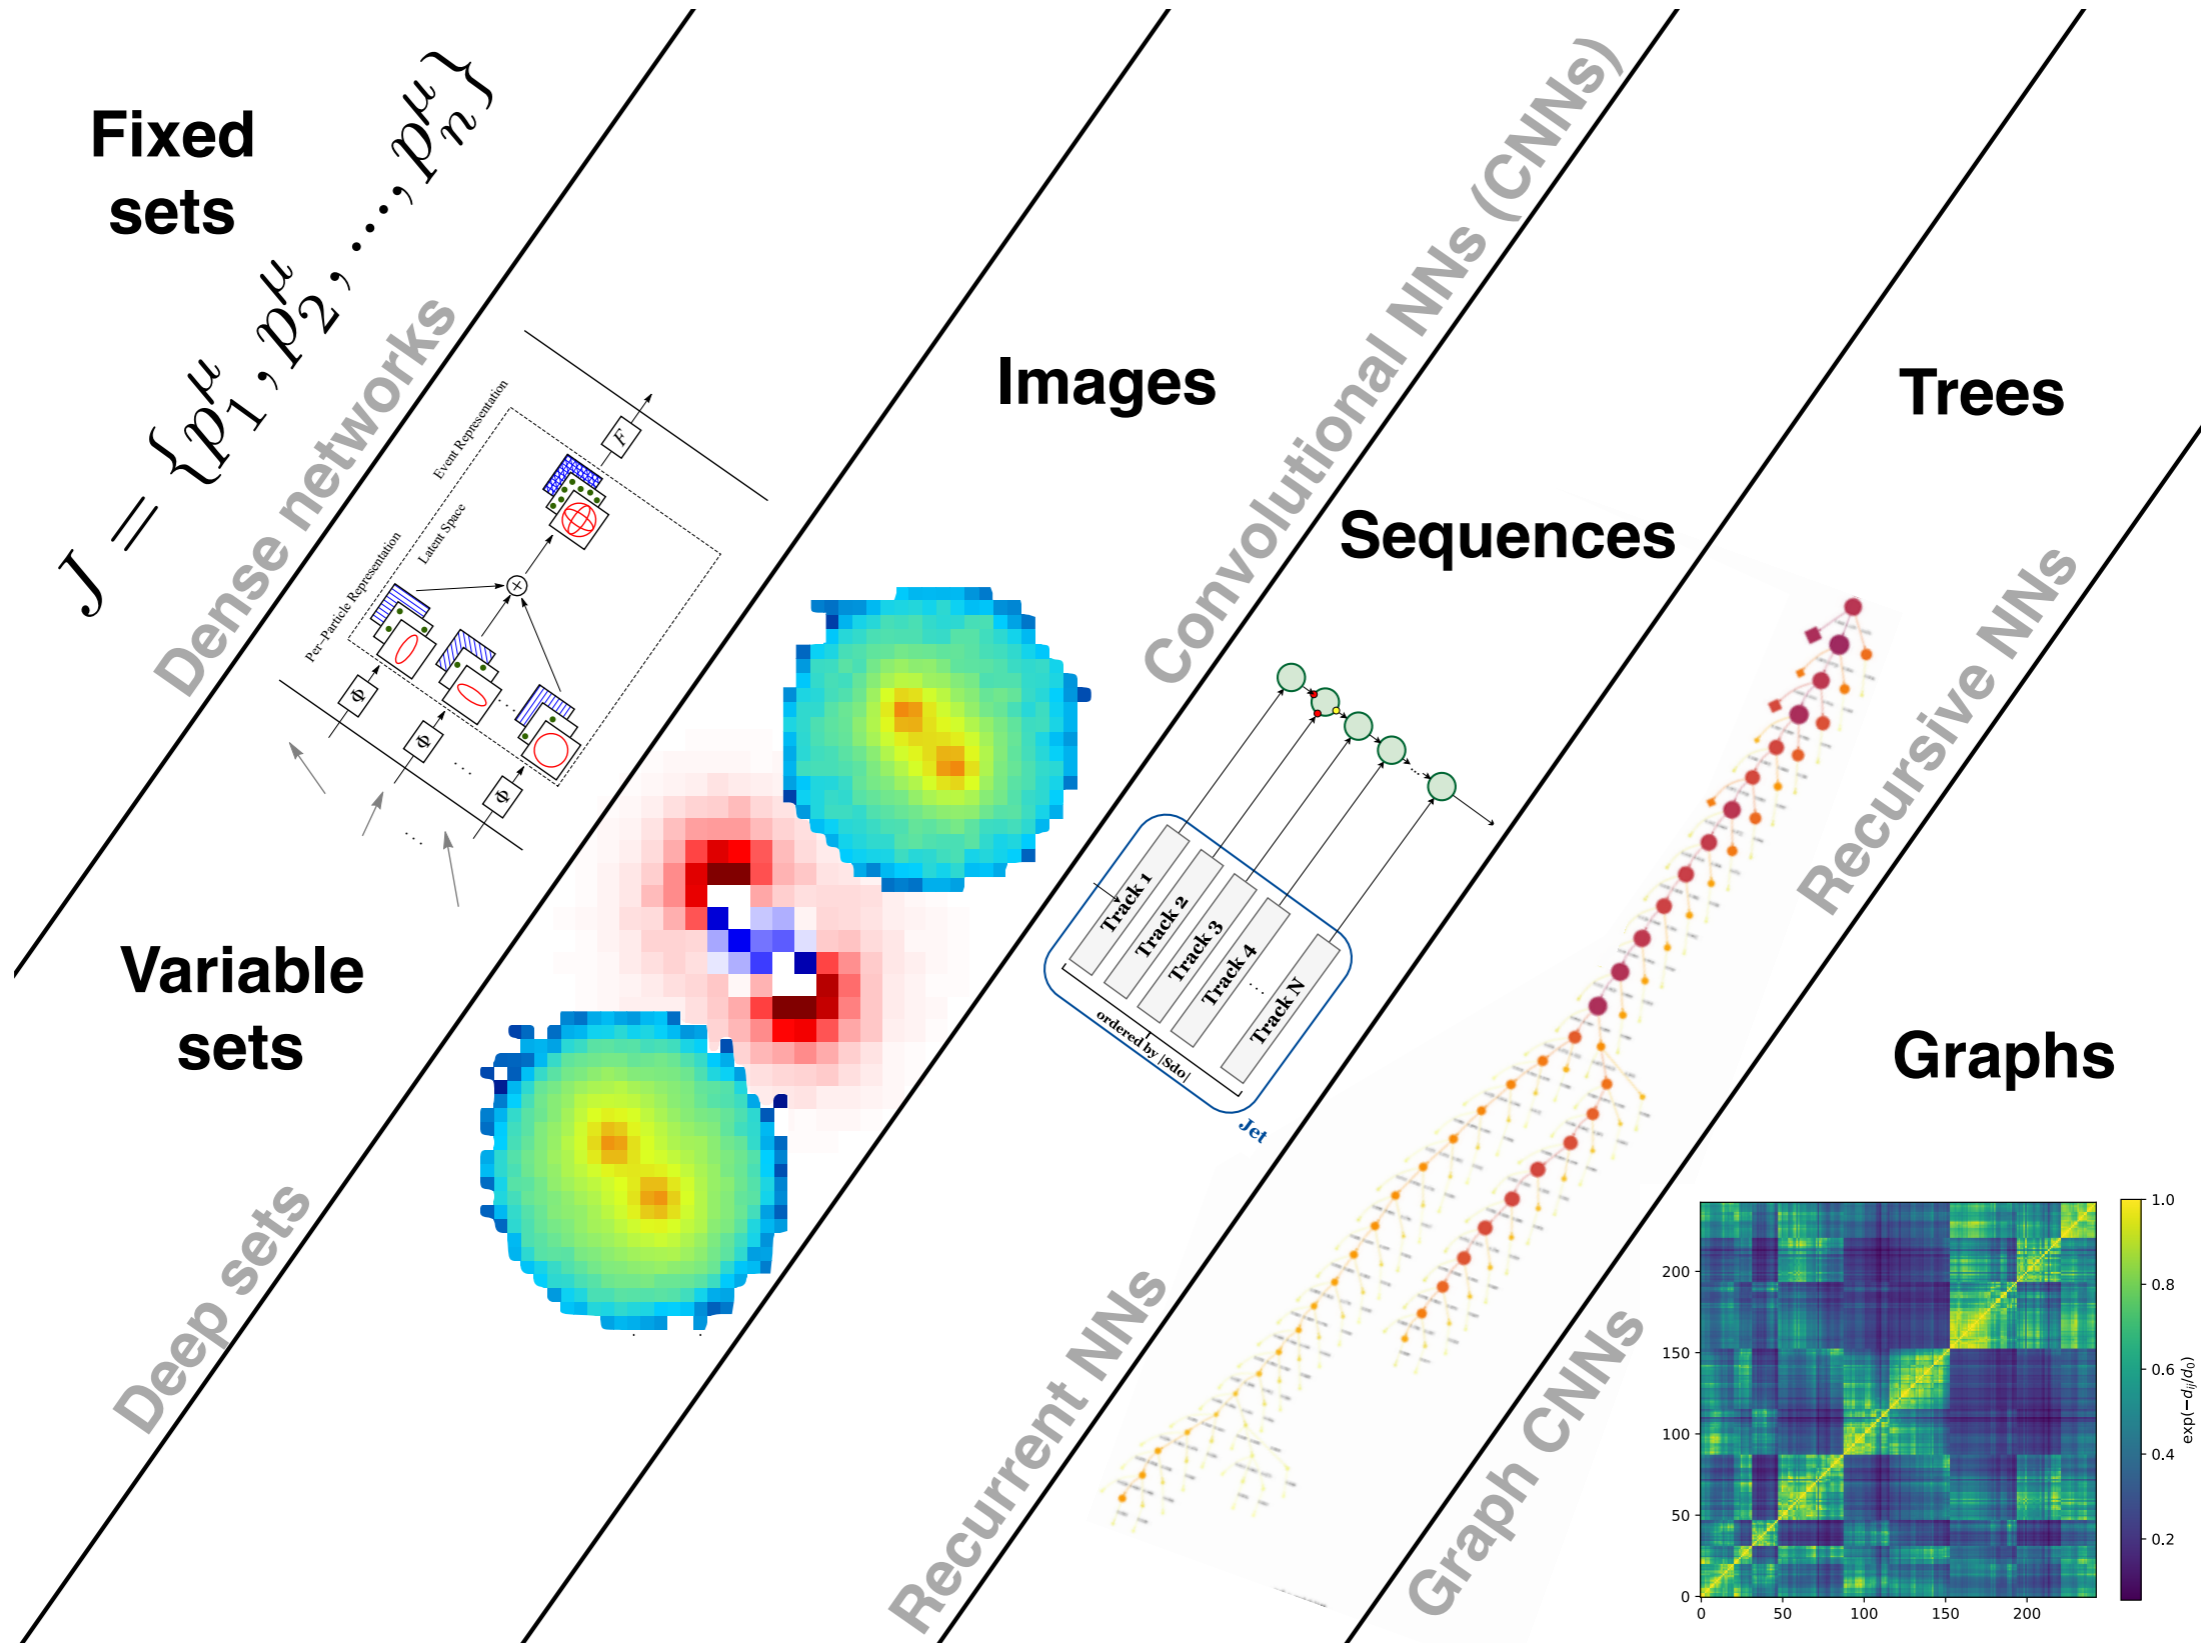 Fixed
sets
J = {p₁^μ, p₂^μ, ..., pₙ^μ}
Dense networks
Per–Particle Representation
Event Representation
Latent Space
Φ
Φ
...
Φ
F
Variable
sets
Deep sets
Images
Convolutional NNs (CNNs)
Sequences
Track 1
Track 2
Track 3
Track 4
...
Track N
ordered by |Sd0|
Jet
Recurrent NNs
Trees
Recursive NNs
Graphs
Graph CNNs
200
150
100
50
0
0 50 100 150 200
1.0
0.8
0.6
0.4
0.2
exp(−d_ij/d_0)